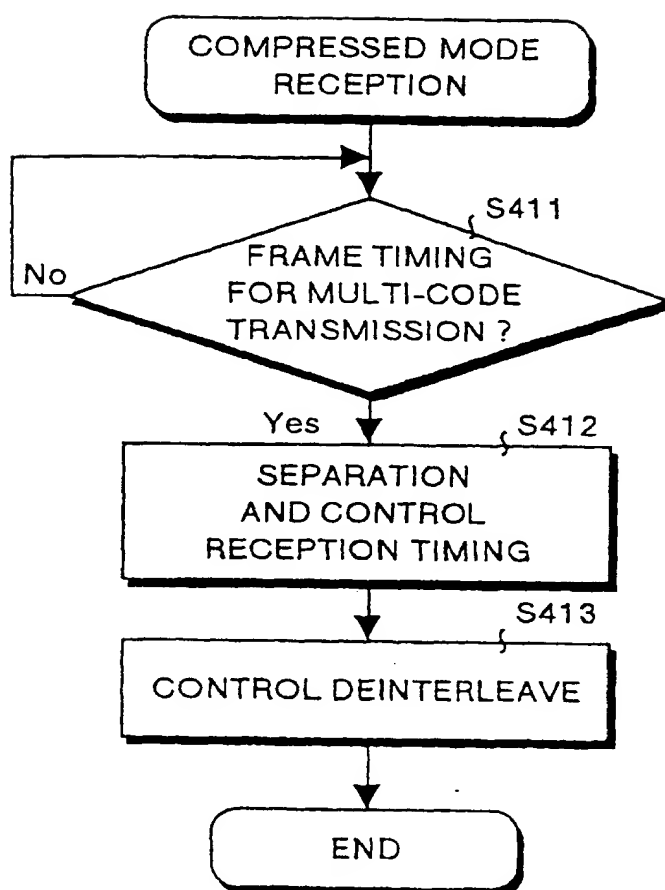 COMPRESSED MODE
RECEPTION
S411
FRAME TIMING
FOR MULTI-CODE
TRANSMISSION ?
No
Yes
S412
SEPARATION
AND CONTROL
RECEPTION TIMING
S413
CONTROL DEINTERLEAVE
END